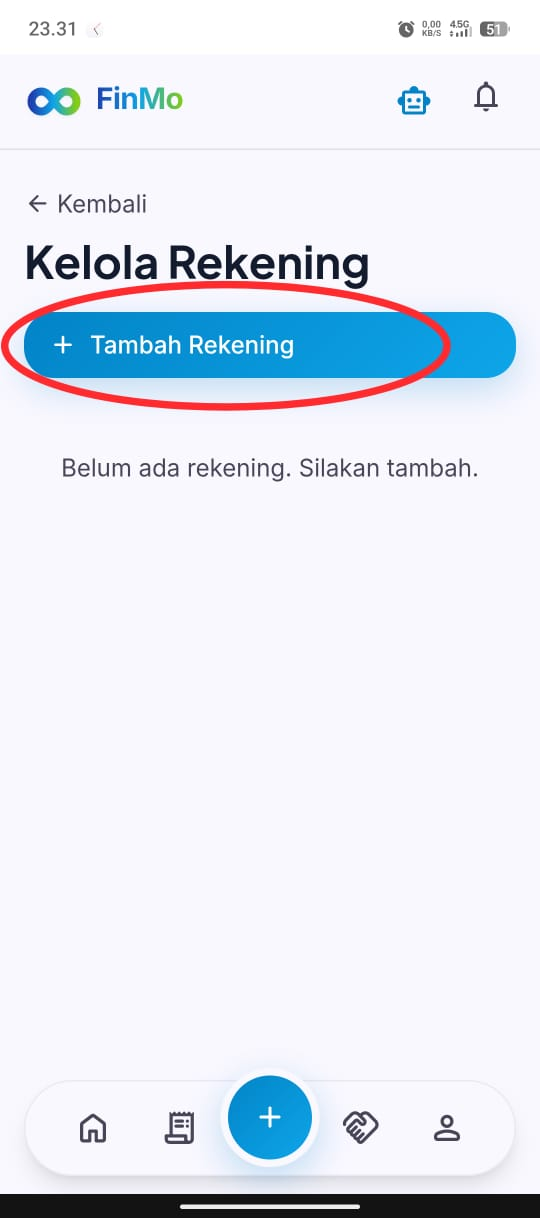 23.31
0,00
KB/S
4.5G
51
FinMo
← Kembali
Kelola Rekening
+ Tambah Rekening
Belum ada rekening. Silakan tambah.
+